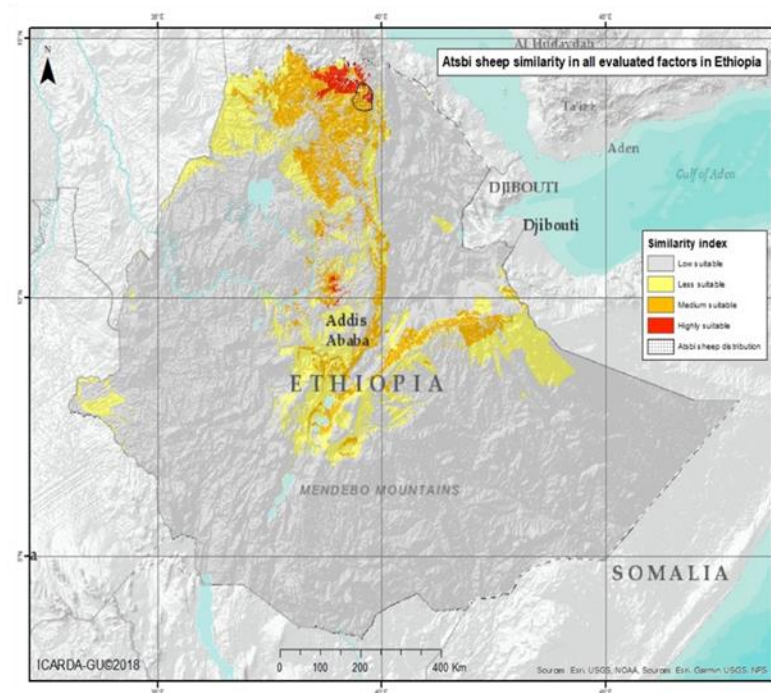 N
Atsbi sheep similarity in all evaluated factors in Ethiopia
Al Hudaydah
Ta'izz
Aden
Gulf of Aden
DJIBOUTI
Djibouti
Similarity index
Low suitable
Less suitable
Medium suitable
Highly suitable
Atsbi sheep distribution
Addis
Ababa
ETHIOPIA
MENDEBO MOUNTAINS
SOMALIA
0 100 200 400 Km
ICARDA-GU©2018
Sources: Esri, USGS, NOAA, Sources: Esri, Garmin, USGS, NPS